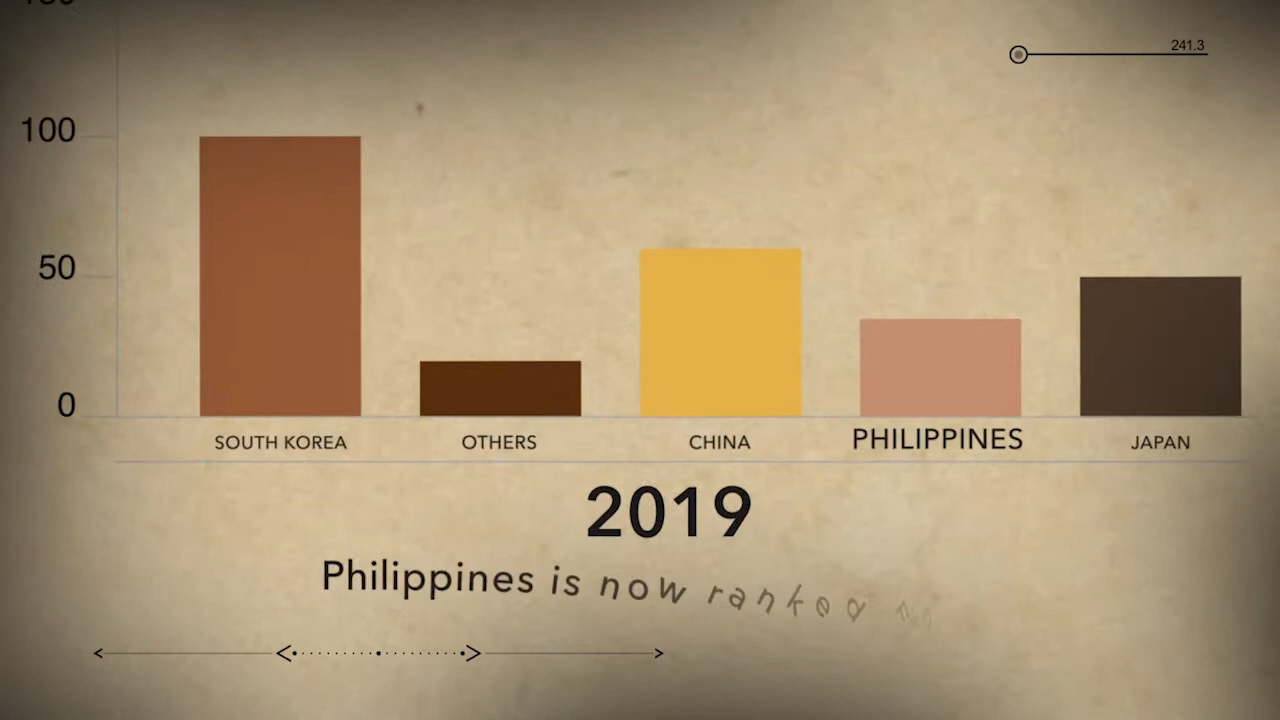 241.3
100
50
0
SOUTH KOREA
OTHERS
CHINA
PHILIPPINES
JAPAN
2019
Philippines is now ranked